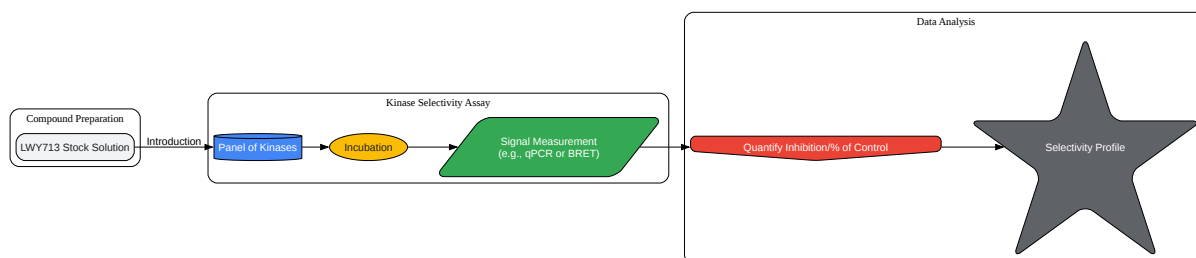 Data Analysis
Kinase Selectivity Assay
Compound Preparation
LWY713 Stock Solution
Introduction
Panel of Kinases
Incubation
Signal Measurement
(e.g., qPCR or BRET)
Quantify Inhibition/% of Control
Selectivity Profile